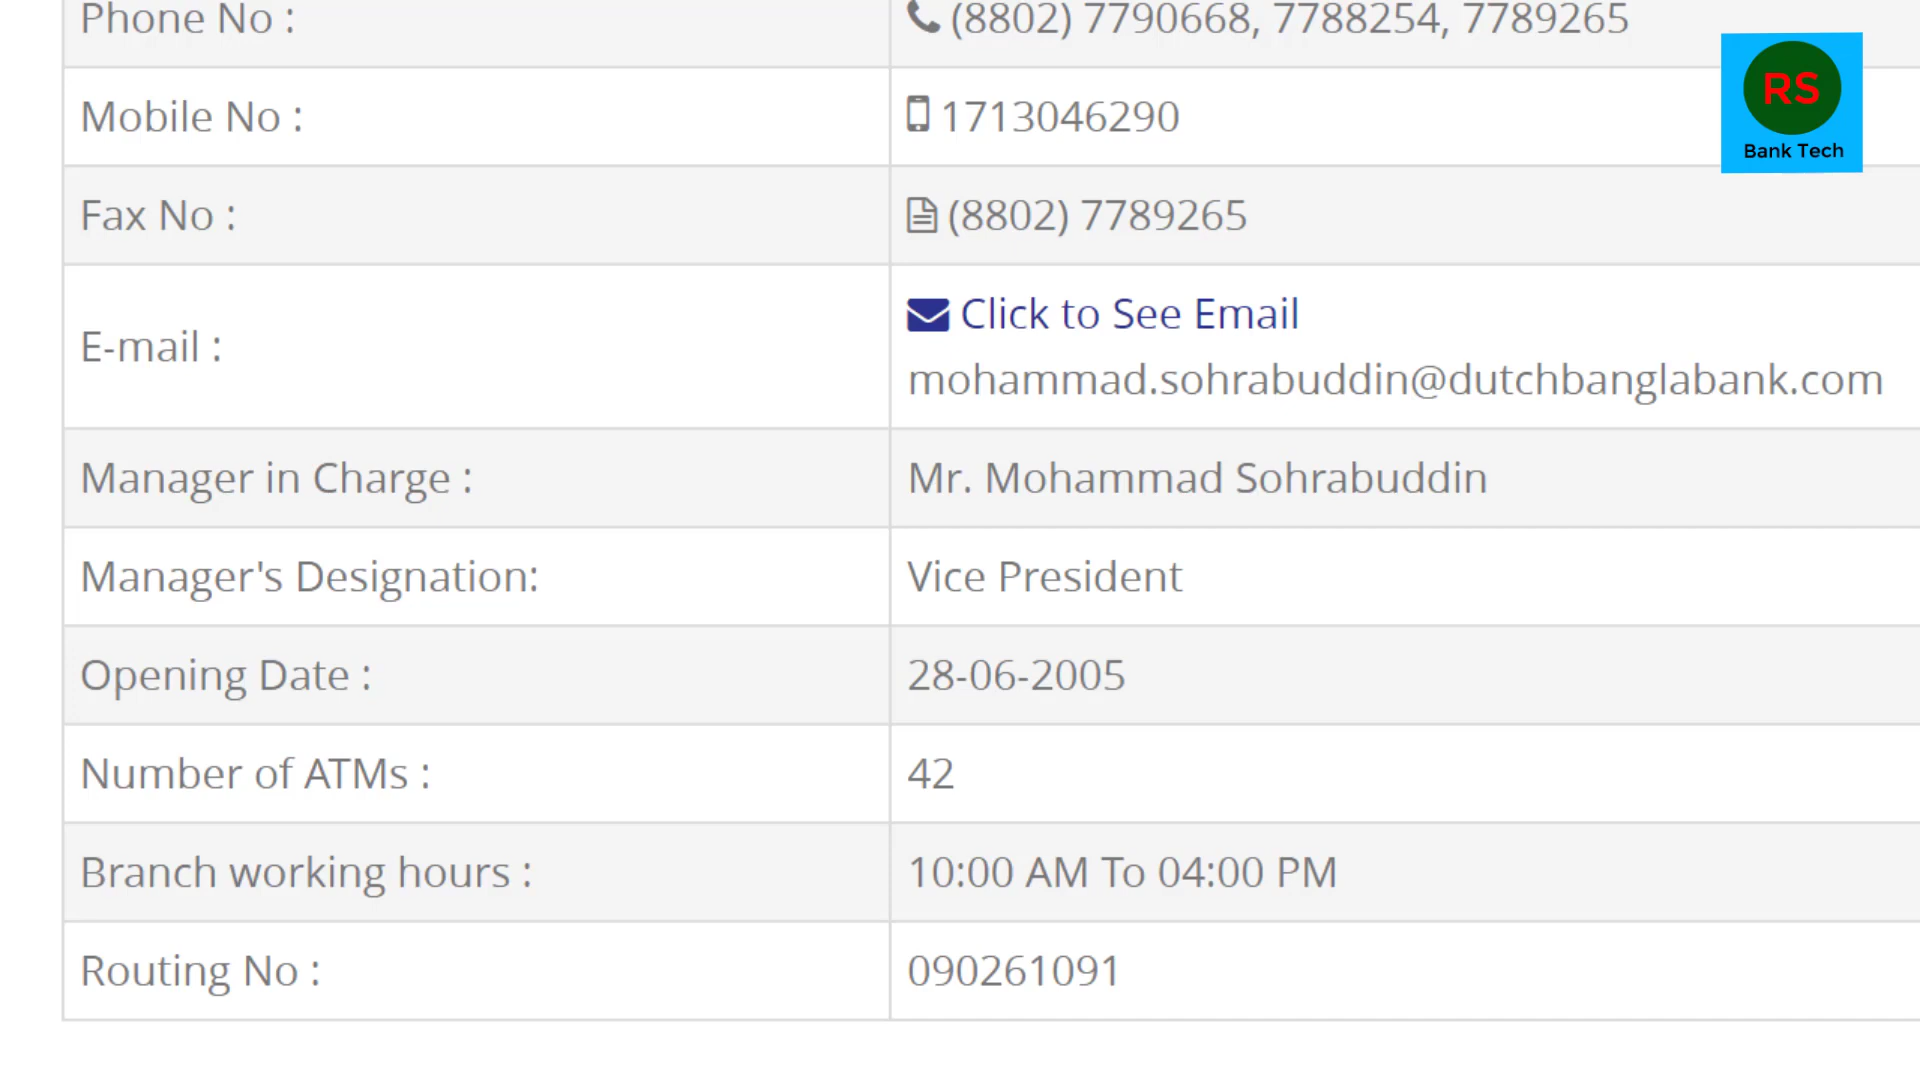 Phone No : (8802) 7790668, 7788254, 7789265
RS
Bank Tech
Mobile No : 1713046290
Fax No : (8802) 7789265
E-mail : Click to See Email
mohammad.sohrabuddin@dutchbanglabank.com
Manager in Charge : Mr. Mohammad Sohrabuddin
Manager's Designation: Vice President
Opening Date : 28-06-2005
Number of ATMs : 42
Branch working hours : 10:00 AM To 04:00 PM
Routing No : 090261091